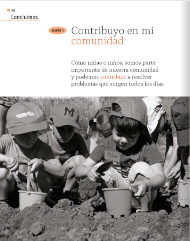 Concluimos
Contribuyo en mi
comunidad
Como niñas o niños, somos parte
importante de nuestra comunidad
y podemos contribuir a resolver
problemas que surgen todos los días.